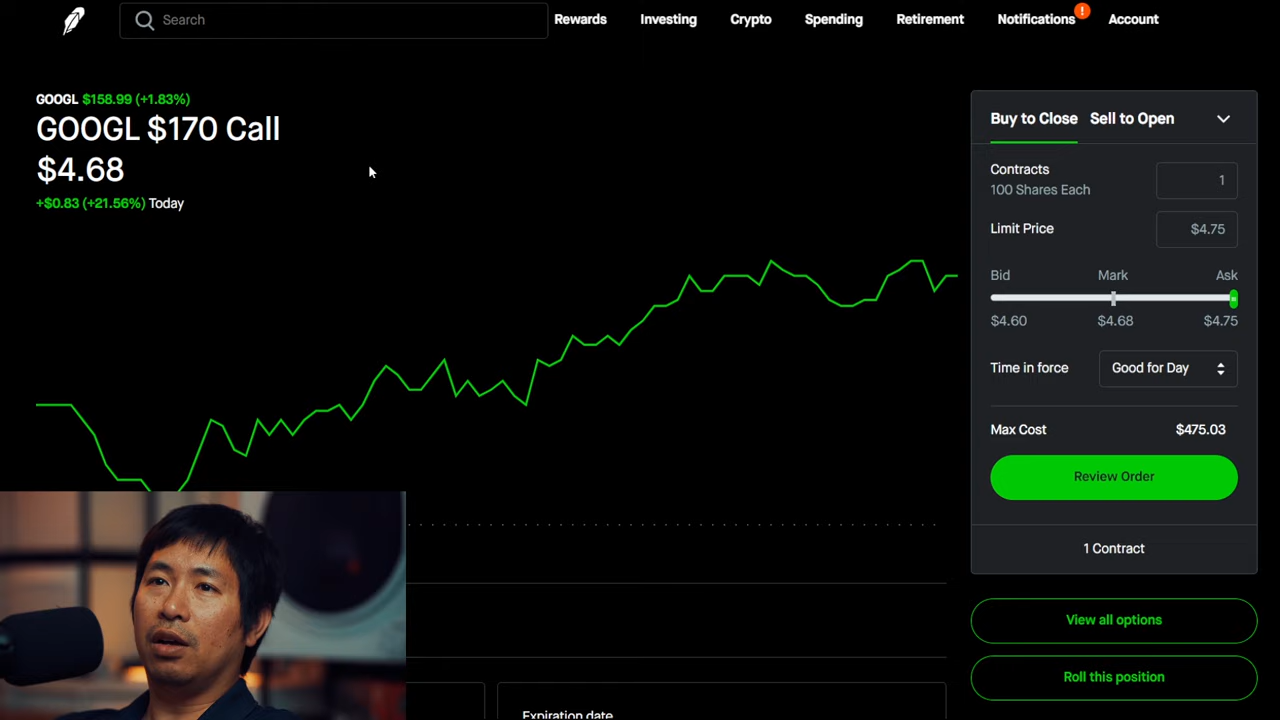 Search
Rewards
Investing
Crypto
Spending
Retirement
Notifications
!
Account
GOOGL $158.99 (+1.83%)
GOOGL $170 Call
$4.68
+$0.83 (+21.56%) Today
Buy to Close
Sell to Open
Contracts
1
100 Shares Each
Limit Price
$4.75
Bid
Mark
Ask
$4.60
$4.68
$4.75
Time in force
Good for Day
Max Cost
$475.03
Review Order
1 Contract
View all options
Roll this position
Expiration date